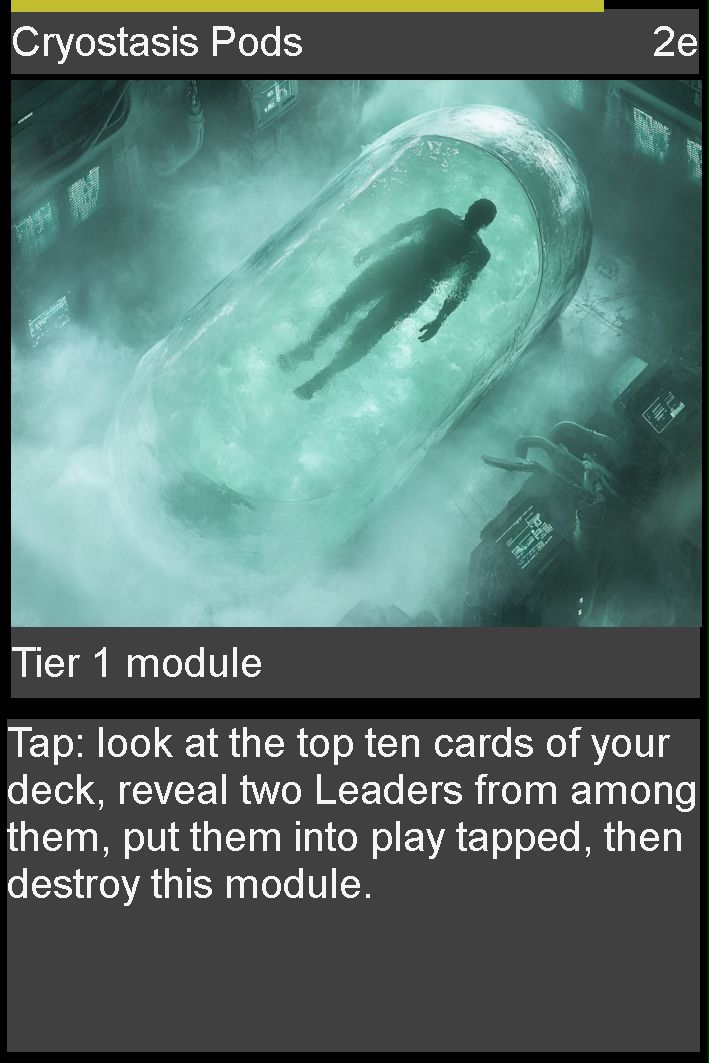 Cryostasis Pods 2e
Tier 1 module
Tap: look at the top ten cards of your
deck, reveal two Leaders from among
them, put them into play tapped, then
destroy this module.